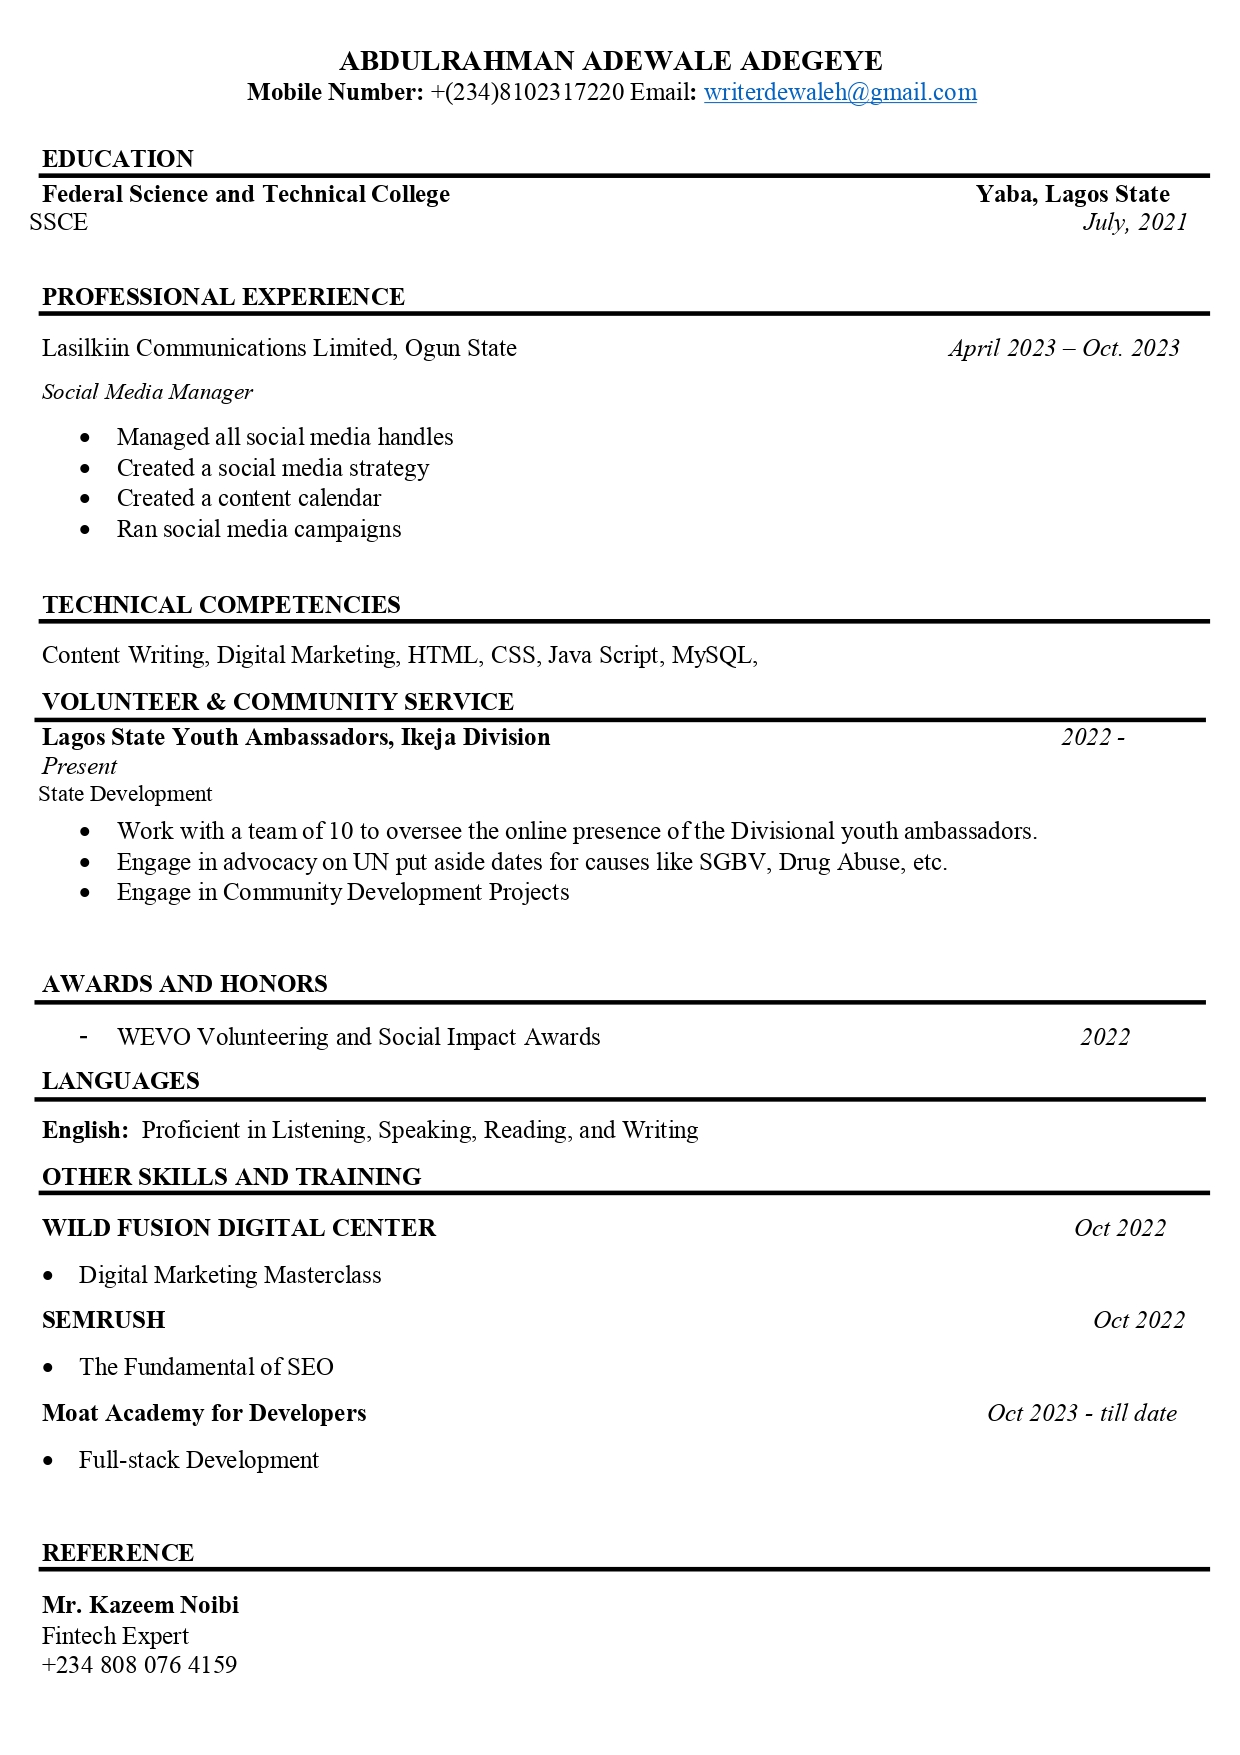 ABDULRAHMAN ADEWALE ADEGEYE
Mobile Number: +(234)8102317220 Email: writerdewaleh@gmail.com
EDUCATION
Federal Science and Technical College Yaba, Lagos State
SSCE July, 2021
PROFESSIONAL EXPERIENCE
Lasilkiin Communications Limited, Ogun State April 2023 – Oct. 2023
Social Media Manager
• Managed all social media handles
• Created a social media strategy
• Created a content calendar
• Ran social media campaigns
TECHNICAL COMPETENCIES
Content Writing, Digital Marketing, HTML, CSS, Java Script, MySQL,
VOLUNTEER & COMMUNITY SERVICE
Lagos State Youth Ambassadors, Ikeja Division 2022 -
Present
State Development
• Work with a team of 10 to oversee the online presence of the Divisional youth ambassadors.
• Engage in advocacy on UN put aside dates for causes like SGBV, Drug Abuse, etc.
• Engage in Community Development Projects
AWARDS AND HONORS
- WEVO Volunteering and Social Impact Awards 2022
LANGUAGES
English: Proficient in Listening, Speaking, Reading, and Writing
OTHER SKILLS AND TRAINING
WILD FUSION DIGITAL CENTER Oct 2022
• Digital Marketing Masterclass
SEMRUSH Oct 2022
• The Fundamental of SEO
Moat Academy for Developers Oct 2023 - till date
• Full-stack Development
REFERENCE
Mr. Kazeem Noibi
Fintech Expert
+234 808 076 4159